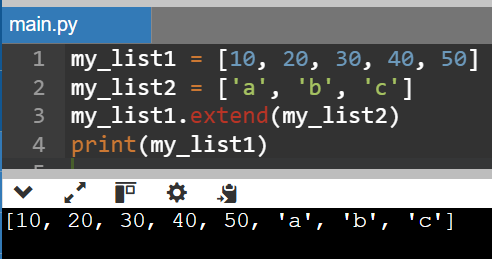 main.py
1 my_list1 = [10, 20, 30, 40, 50]
2 my_list2 = ['a', 'b', 'c']
3 my_list1.extend(my_list2)
4 print(my_list1)
[10, 20, 30, 40, 50, 'a', 'b', 'c']